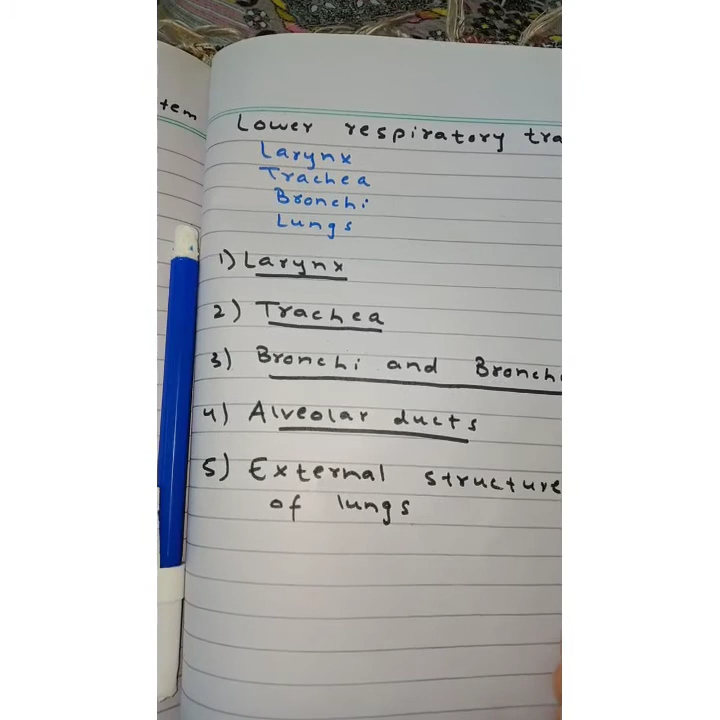 tem
Lower respiratory tra
Larynx
Trachea
Bronchi
Lungs
1) Larynx
2) Trachea
3) Bronchi and Bronch
4) Alveolar ducts
5) External structure
of lungs